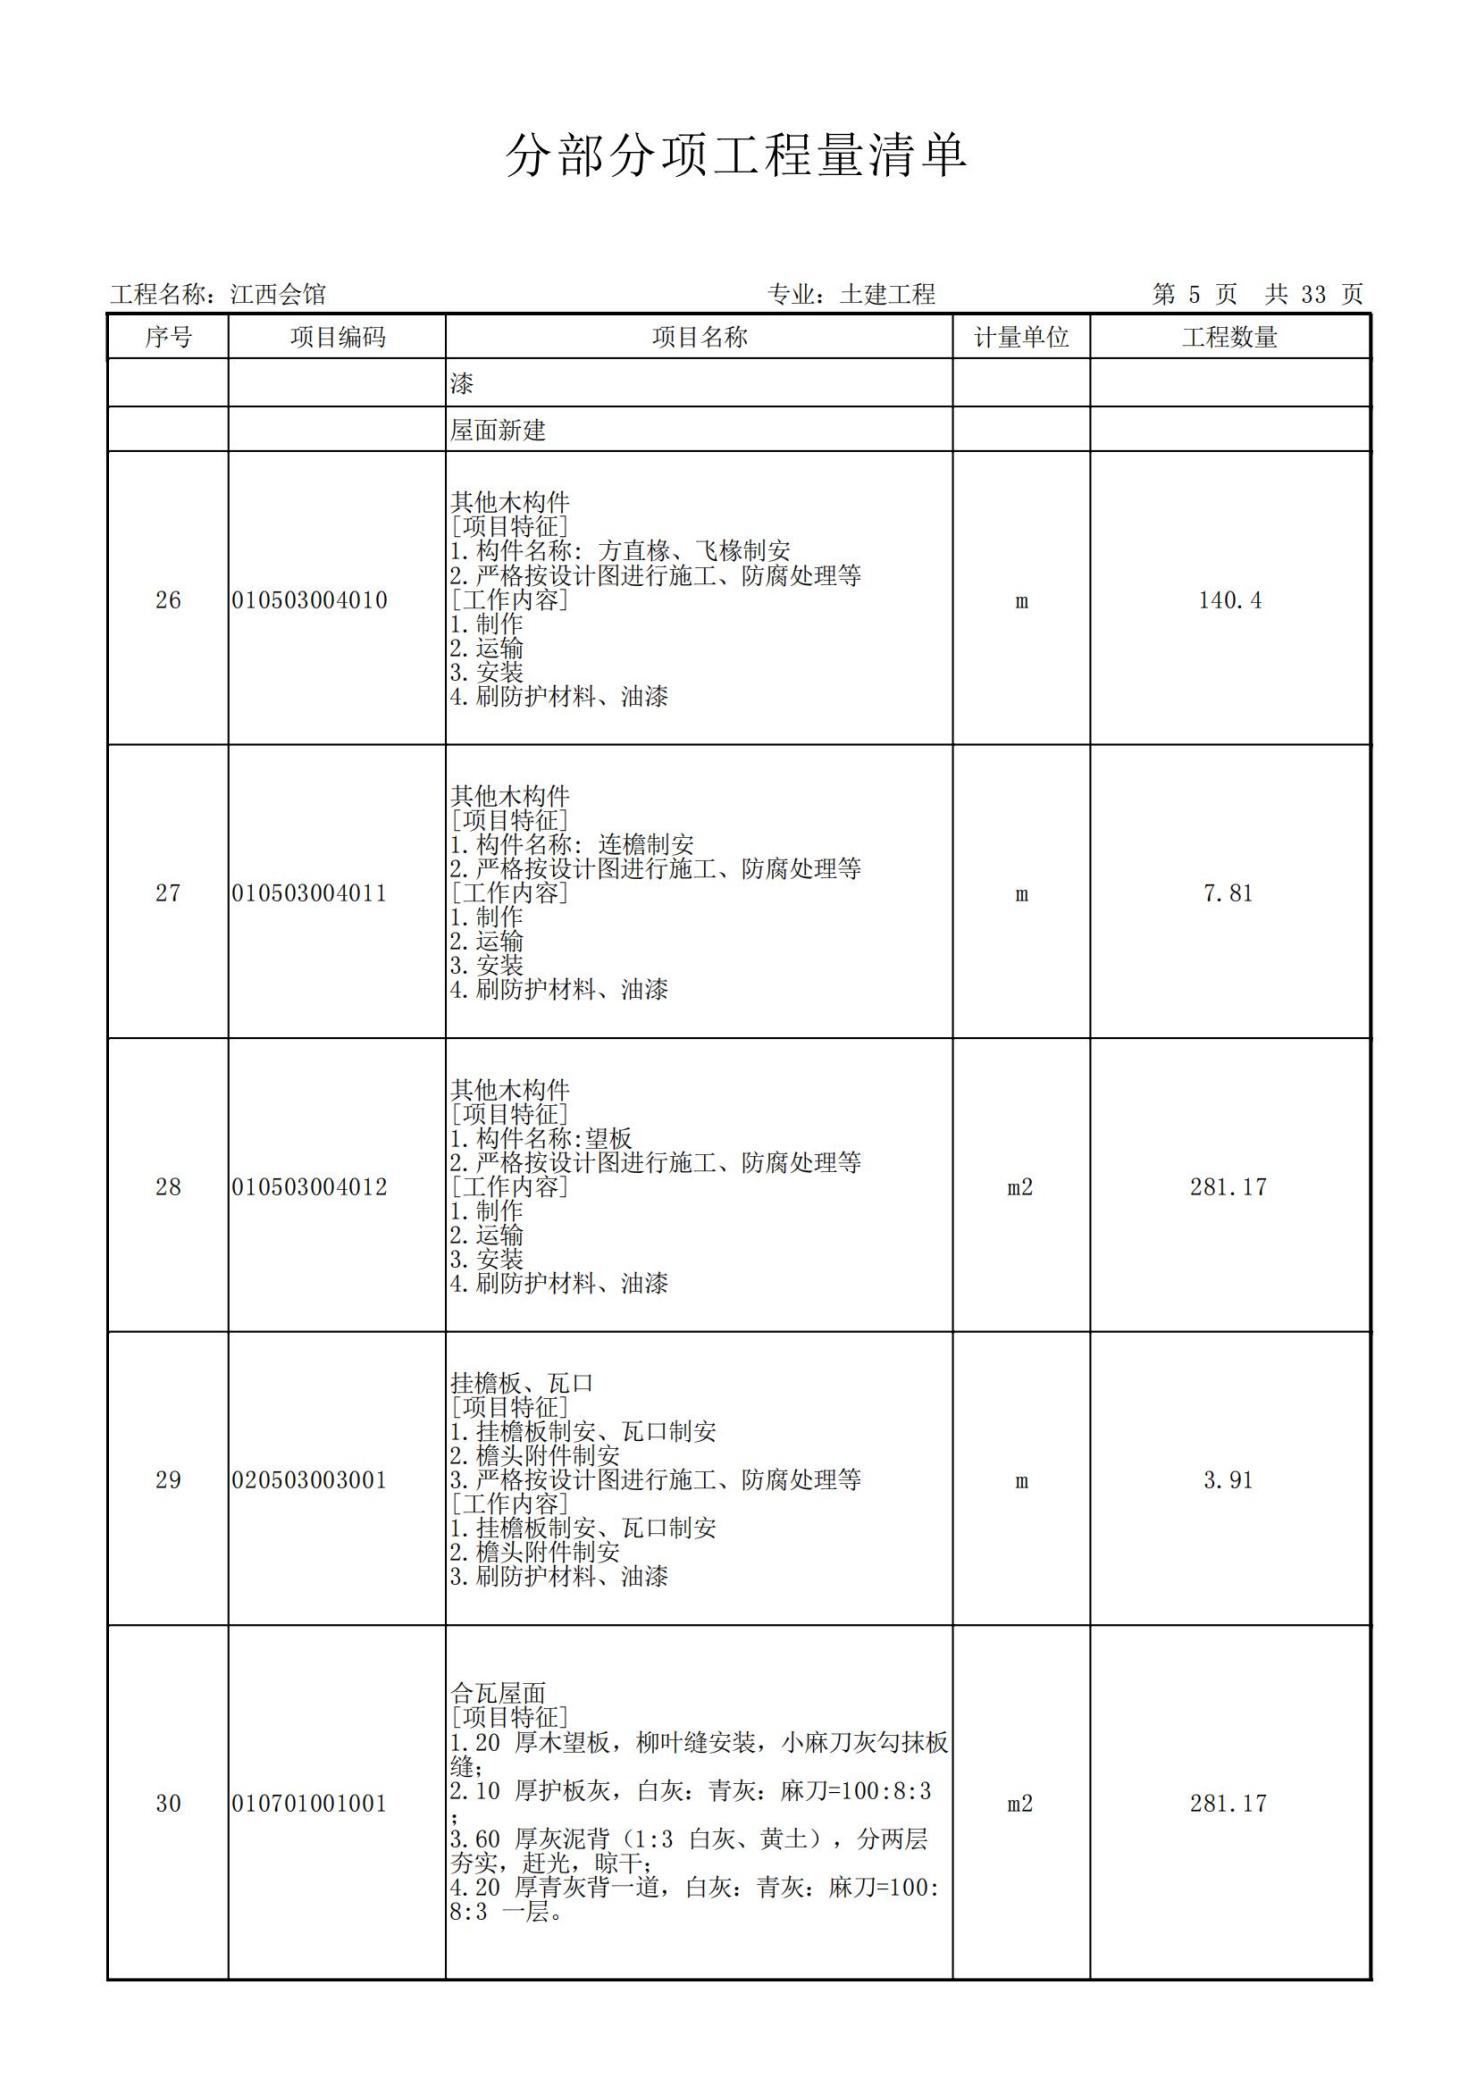 分部分项工程量清单
工程名称：江西会馆 专业：土建工程 第 5 页 共 33 页
序号 项目编码 项目名称 计量单位 工程数量
漆
屋面新建
26 010503004010 m 140.4
其他木构件
[项目特征]
1.构件名称: 方直椽、飞椽制安
2.严格按设计图进行施工、防腐处理等
[工作内容]
1.制作
2.运输
3.安装
4.刷防护材料、油漆
27 010503004011 m 7.81
其他木构件
[项目特征]
1.构件名称: 连檐制安
2.严格按设计图进行施工、防腐处理等
[工作内容]
1.制作
2.运输
3.安装
4.刷防护材料、油漆
28 010503004012 m2 281.17
其他木构件
[项目特征]
1.构件名称:望板
2.严格按设计图进行施工、防腐处理等
[工作内容]
1.制作
2.运输
3.安装
4.刷防护材料、油漆
29 020503003001 m 3.91
挂檐板、瓦口
[项目特征]
1.挂檐板制安、瓦口制安
2.檐头附件制安
3.严格按设计图进行施工、防腐处理等
[工作内容]
1.挂檐板制安、瓦口制安
2.檐头附件制安
3.刷防护材料、油漆
30 010701001001 m2 281.17
合瓦屋面
[项目特征]
1.20 厚木望板，柳叶缝安装，小麻刀灰勾抹板
缝；
2.10 厚护板灰，白灰：青灰：麻刀=100:8:3
；
3.60 厚灰泥背（1:3 白灰、黄土），分两层
夯实，赶光，晾干；
4.20 厚青灰背一道，白灰：青灰：麻刀=100:
8:3 一层。